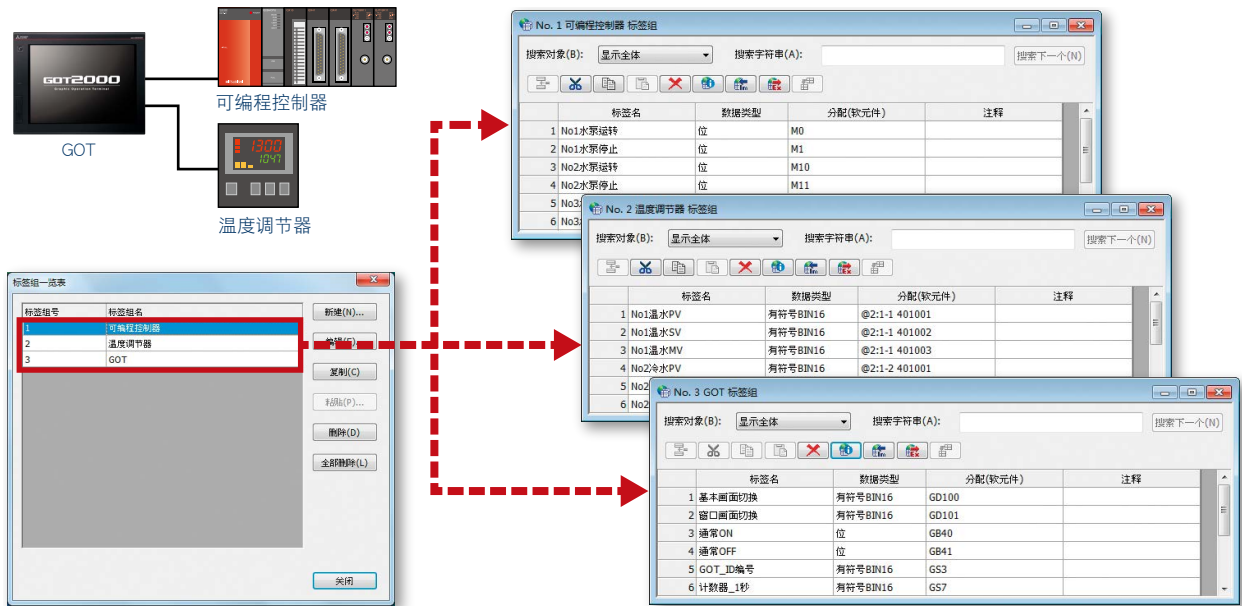 GOT2000
Graphic Operation Terminal
GOT
可编程控制器
1300
1047
温度调节器
标签组一览表
标签组号 标签组名
1 可编程控制器
2 温度调节器
3 GOT
新建(N)...
复制(C)
粘贴(P)...
删除(D)
全部删除(L)
关闭
No. 1 可编程控制器 标签组
搜索对象(B): 显示全体 搜索字符串(A): 搜索下一个(N)
标签名 数据类型 分配(软元件) 注释
1 No1水泵运转 位 M0
2 No1水泵停止 位 M1
3 No2水泵运转 位 M10
4 No2水泵停止 位 M11
5 No3
6 No3
No. 2 温度调节器 标签组
搜索对象(B): 显示全体 搜索字符串(A): 搜索下一个(N)
标签名 数据类型 分配(软元件) 注释
1 No1温水PV 有符号BIN16 @2:1-1 401001
2 No1温水SV 有符号BIN16 @2:1-1 401002
3 No1温水MV 有符号BIN16 @2:1-1 401003
4 No2冷水PV 有符号BIN16 @2:1-2 401001
5 No2
6 No2
No. 3 GOT 标签组
搜索对象(B): 显示全体 搜索字符串(A): 搜索下一个(N)
标签名 数据类型 分配(软元件) 注释
1 基本画面切换 有符号BIN16 GD100
2 窗口画面切换 有符号BIN16 GD101
3 通常ON 位 GB40
4 通常OFF 位 GB41
5 GOT_ID编号 有符号BIN16 GS3
6 计数器_1秒 有符号BIN16 GS7